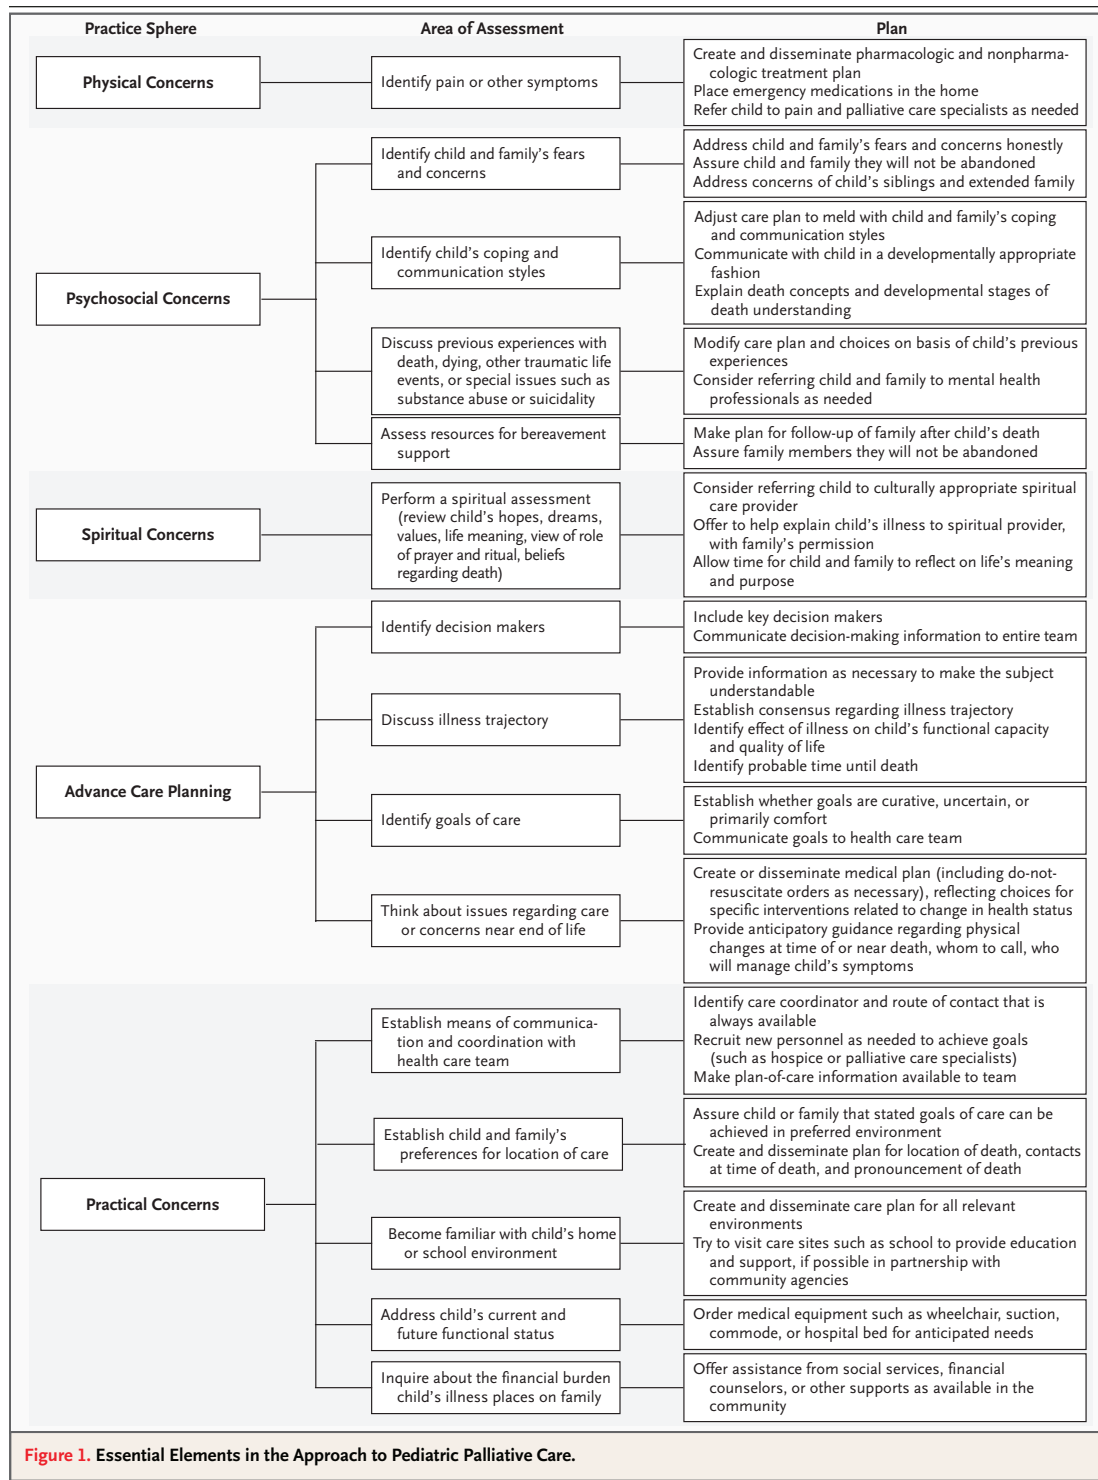 Practice Sphere
Area of Assessment
Plan
Physical Concerns
Identify pain or other symptoms
Create and disseminate pharmacologic and nonpharma-
cologic treatment plan
Place emergency medications in the home
Refer child to pain and palliative care specialists as needed
Psychosocial Concerns
Identify child and family’s fears
and concerns
Address child and family’s fears and concerns honestly
Assure child and family they will not be abandoned
Address concerns of child’s siblings and extended family
Identify child’s coping and
communication styles
Adjust care plan to meld with child and family’s coping
and communication styles
Communicate with child in a developmentally appropriate
fashion
Explain death concepts and developmental stages of
death understanding
Discuss previous experiences with
death, dying, other traumatic life
events, or special issues such as
substance abuse or suicidality
Modify care plan and choices on basis of child’s previous
experiences
Consider referring child and family to mental health
professionals as needed
Assess resources for bereavement
support
Make plan for follow-up of family after child’s death
Assure family members they will not be abandoned
Spiritual Concerns
Perform a spiritual assessment
(review child’s hopes, dreams,
values, life meaning, view of role
of prayer and ritual, beliefs
regarding death)
Consider referring child to culturally appropriate spiritual
care provider
Offer to help explain child’s illness to spiritual provider,
with family’s permission
Allow time for child and family to reflect on life’s meaning
and purpose
Advance Care Planning
Identify decision makers
Include key decision makers
Communicate decision-making information to entire team
Discuss illness trajectory
Provide information as necessary to make the subject
understandable
Establish consensus regarding illness trajectory
Identify effect of illness on child’s functional capacity
and quality of life
Identify probable time until death
Identify goals of care
Establish whether goals are curative, uncertain, or
primarily comfort
Communicate goals to health care team
Think about issues regarding care
or concerns near end of life
Create or disseminate medical plan (including do-not-
resuscitate orders as necessary), reflecting choices for
specific interventions related to change in health status
Provide anticipatory guidance regarding physical
changes at time of or near death, whom to call, who
will manage child’s symptoms
Practical Concerns
Establish means of communica-
tion and coordination with
health care team
Identify care coordinator and route of contact that is
always available
Recruit new personnel as needed to achieve goals
(such as hospice or palliative care specialists)
Make plan-of-care information available to team
Establish child and family’s
preferences for location of care
Assure child or family that stated goals of care can be
achieved in preferred environment
Create and disseminate plan for location of death, contacts
at time of death, and pronouncement of death
Become familiar with child’s home
or school environment
Create and disseminate care plan for all relevant
environments
Try to visit care sites such as school to provide education
and support, if possible in partnership with
community agencies
Address child’s current and
future functional status
Order medical equipment such as wheelchair, suction,
commode, or hospital bed for anticipated needs
Inquire about the financial burden
child’s illness places on family
Offer assistance from social services, financial
counselors, or other supports as available in the
community
Figure 1. Essential Elements in the Approach to Pediatric Palliative Care.